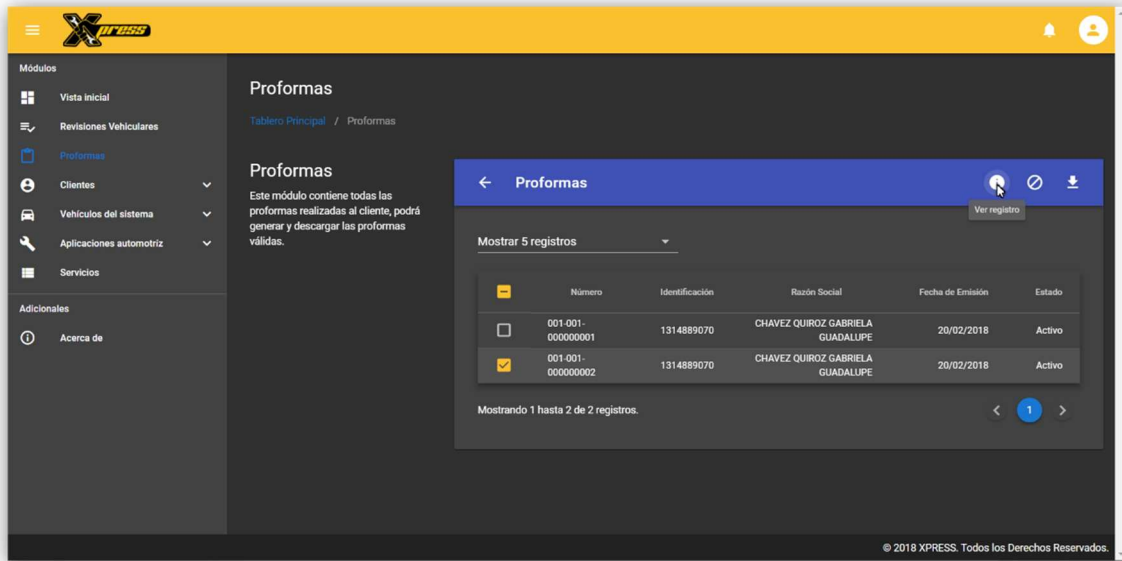 Xpress
Módulos
Vista inicial
Revisiones Vehiculares
Proformas
Clientes
Vehículos del sistema
Aplicaciones automotriz
Servicios
Adicionales
Acerca de
Proformas
Tablero Principal / Proformas
Proformas
Este módulo contiene todas las
proformas realizadas al cliente, podrá
generar y descargar las proformas
válidas.
Proformas
Ver registro
Mostrar 5 registros
Número Identificación Razón Social Fecha de Emisión Estado
001-001-
000000001 1314889070 CHAVEZ QUIROZ GABRIELA
GUADALUPE 20/02/2018 Activo
001-001-
000000002 1314889070 CHAVEZ QUIROZ GABRIELA
GUADALUPE 20/02/2018 Activo
Mostrando 1 hasta 2 de 2 registros.
1
© 2018 XPRESS. Todos los Derechos Reservados.